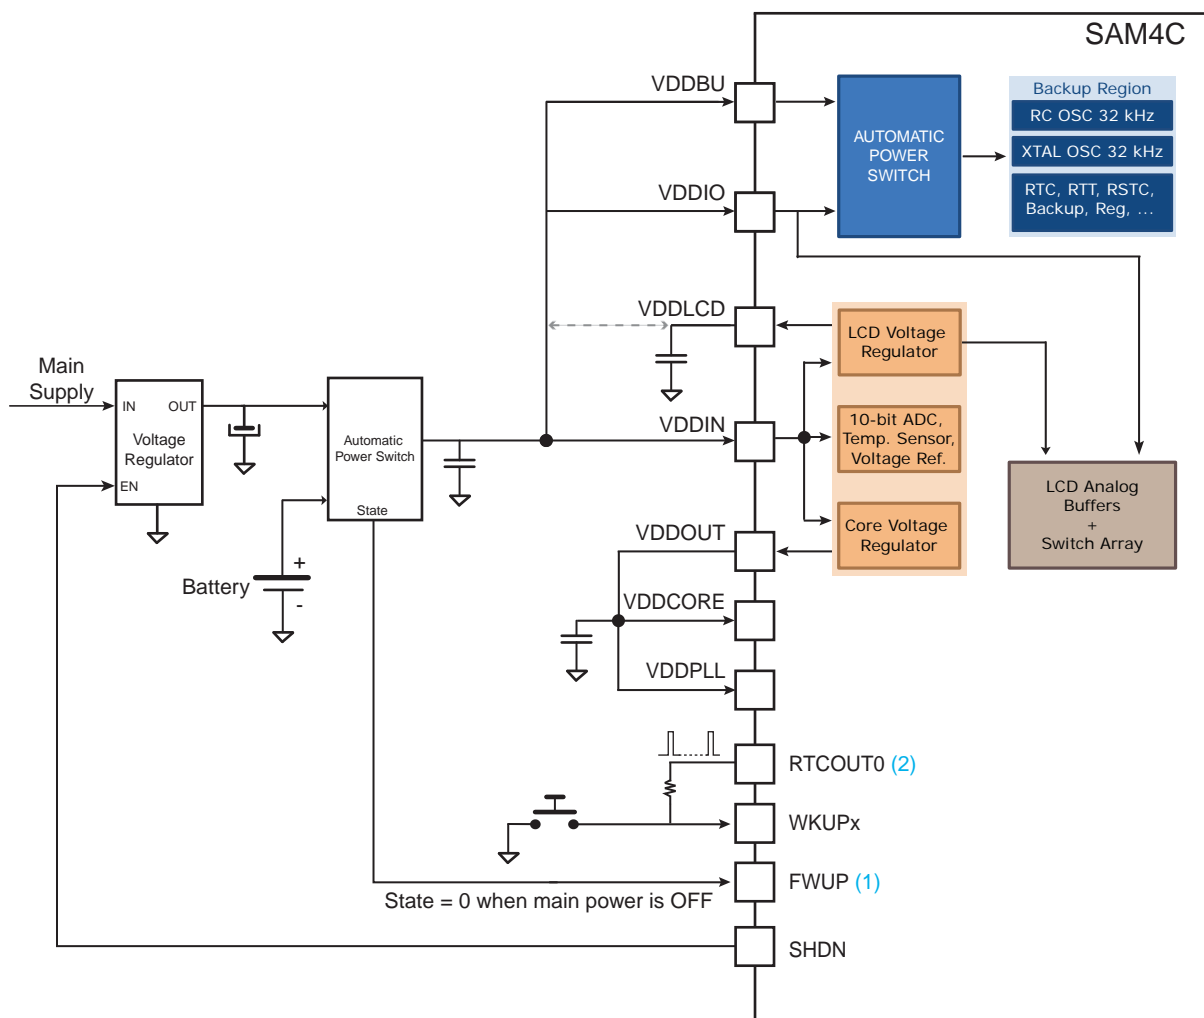 SAM4C
VDDBU
AUTOMATIC
POWER
SWITCH
Backup Region
RC OSC 32 kHz
XTAL OSC 32 kHz
RTC, RTT, RSTC,
Backup, Reg, ...
VDDIO
VDDLCD
LCD Voltage
Regulator
Main
Supply
IN
OUT
Voltage
Regulator
EN
Automatic
Power Switch
State
VDDIN
10-bit ADC,
Temp. Sensor,
Voltage Ref.
LCD Analog
Buffers
+
Switch Array
VDDOUT
Core Voltage
Regulator
Battery
+
-
VDDCORE
VDDPLL
RTCOUT0 (2)
WKUPx
FWUP (1)
State = 0 when main power is OFF
SHDN